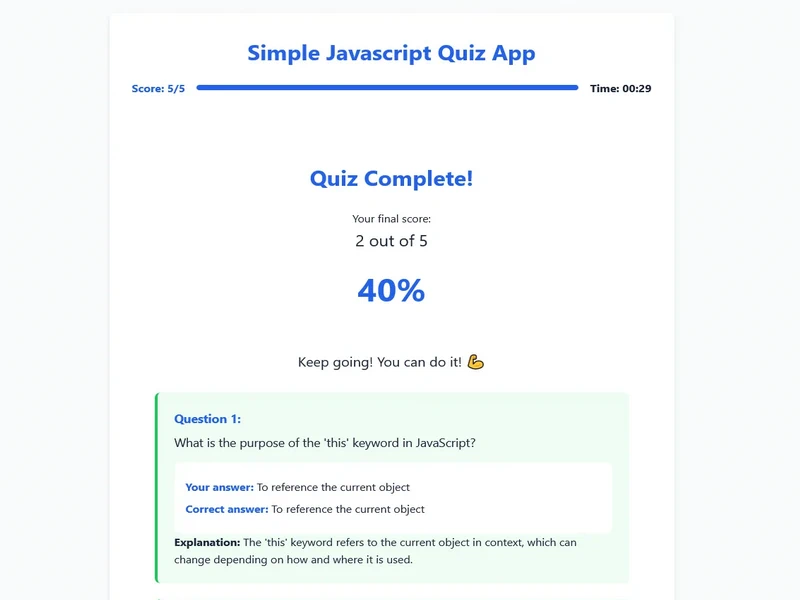 Simple Javascript Quiz App
Score: 5/5
Time: 00:29
Quiz Complete!
Your final score:
2 out of 5
40%
Keep going! You can do it! 💪
Question 1:
What is the purpose of the 'this' keyword in JavaScript?
Your answer: To reference the current object
Correct answer: To reference the current object
Explanation: The 'this' keyword refers to the current object in context, which can
change depending on how and where it is used.